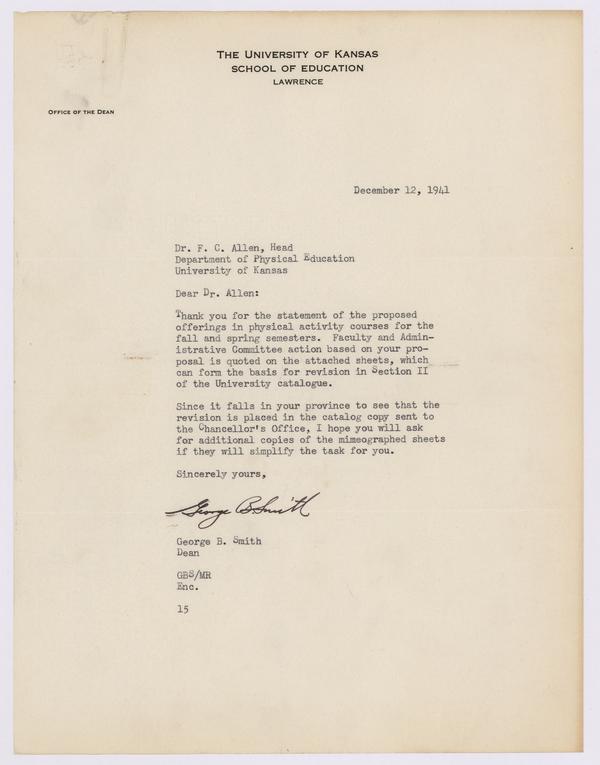 THE UNIVERSITY OF KANSAS
SCHOOL OF EDUCATION
LAWRENCE
OFFICE OF THE DEAN
December 12, 1941
Dr. F. C. Allen, Head
Department of Physical Education
University of Kansas
Dear Dr. Allen:
Thank you for the statement of the proposed
offerings in physical activity courses for the
fall and spring semesters. Faculty and Admin-
istrative Committee action based on your pro-
posal is quoted on the attached sheets, which
can form the basis for revision in Section II
of the University catalogue.
Since it falls in your province to see that the
revision is placed in the catalog copy sent to
the Chancellor's Office, I hope you will ask
for additional copies of the mimeographed sheets
if they will simplify the task for you.
Sincerely yours,
George B. Smith
George B. Smith
Dean
GBS/MR
Enc.
15